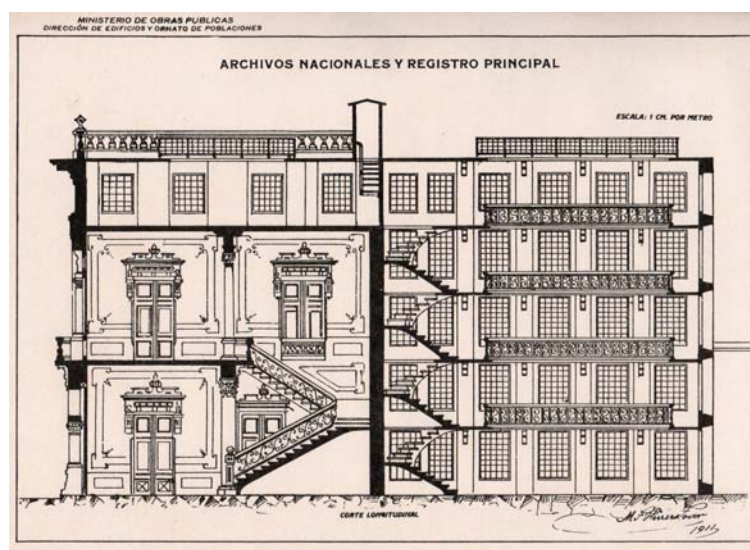 MINISTERIO DE OBRAS PUBLICAS
DIRECCIÓN DE EDIFICIOS Y ORNATO DE POBLACIONES
ARCHIVOS NACIONALES Y REGISTRO PRINCIPAL
ESCALA: 1 CM. POR METRO
CORTE LONGITUDINAL